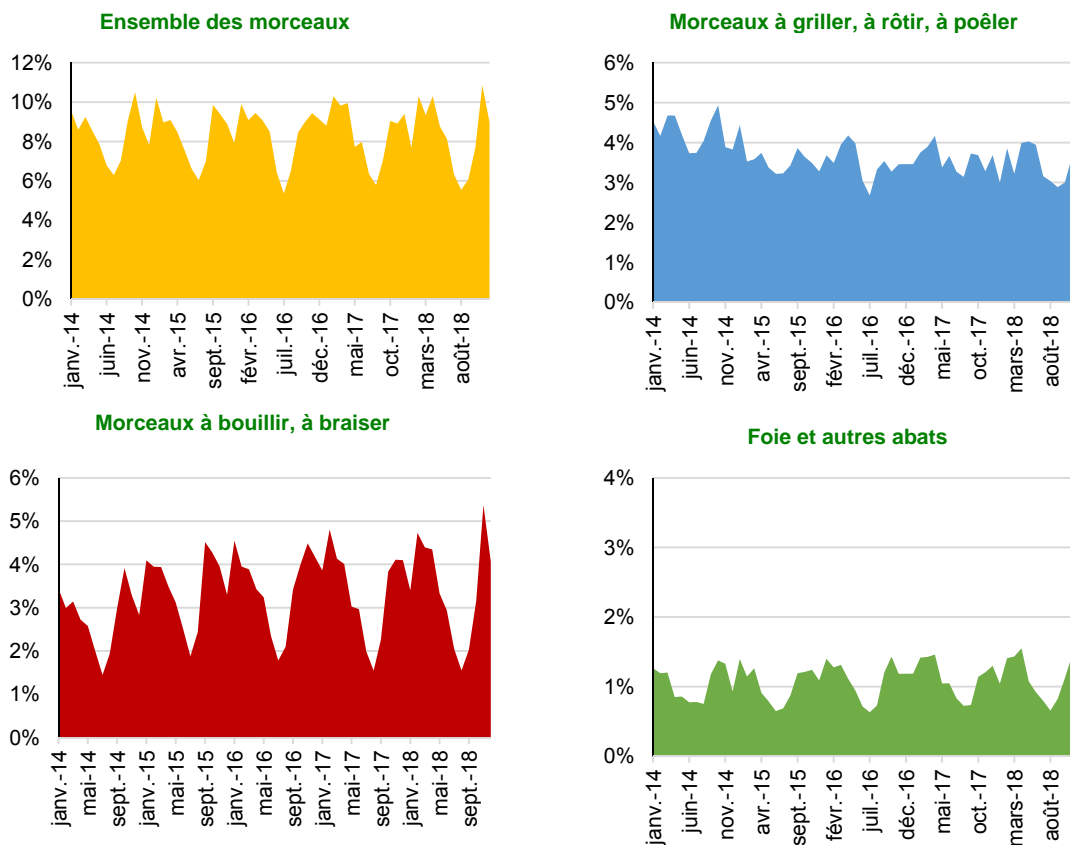 Ensemble des morceaux
12%
10%
8%
6%
4%
2%
0%
janv.-14
juin-14
nov.-14
avr.-15
sept.-15
févr.-16
juil.-16
déc.-16
mai-17
oct.-17
mars-18
août-18
Morceaux à griller, à rôtir, à poêler
6%
5%
4%
3%
2%
1%
0%
janv.-14
juin-14
nov.-14
avr.-15
sept.-15
févr.-16
juil.-16
déc.-16
mai-17
oct.-17
mars-18
août-18
Morceaux à bouillir, à braiser
6%
5%
4%
3%
2%
1%
0%
janv.-14
mai-14
sept.-14
janv.-15
mai-15
sept.-15
janv.-16
mai-16
sept.-16
janv.-17
mai-17
sept.-17
janv.-18
mai-18
sept.-18
Foie et autres abats
4%
3%
2%
1%
0%
janv.-14
juin-14
nov.-14
avr.-15
sept.-15
févr.-16
juil.-16
déc.-16
mai-17
oct.-17
mars-18
août-18